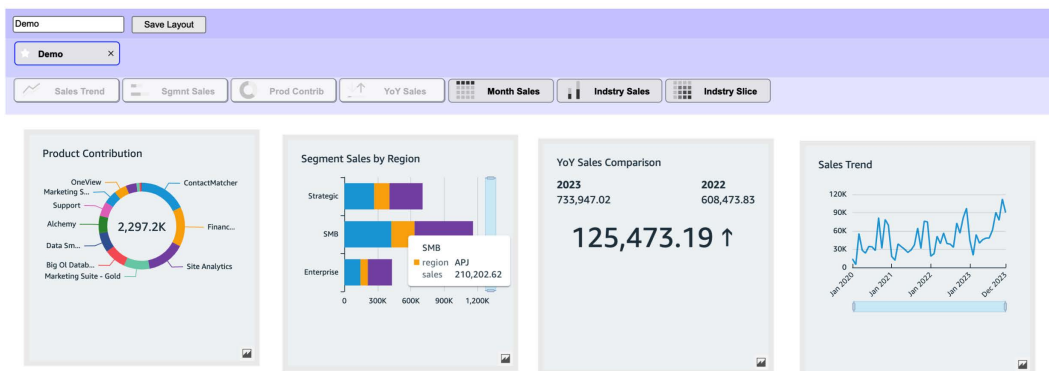 Demo
Save Layout
Demo ×
Sales Trend
Sgmnt Sales
Prod Contrib
YoY Sales
Month Sales
Indstry Sales
Indstry Slice
Product Contribution
OneView
Marketing S...
Support
Alchemy
Data Sm...
Big Ol Datab...
Marketing Suite - Gold
ContactMatcher
Financ...
Site Analytics
2,297.2K
Segment Sales by Region
Strategic
SMB
Enterprise
0 300K 600K 900K 1,200K
SMB
region APJ
sales 210,202.62
YoY Sales Comparison
2023 2022
733,947.02 608,473.83
125,473.19 ↑
Sales Trend
120K
90K
60K
30K
0
Jan 2020 Jan 2021 Jan 2022 Jan 2023 Dec 2023